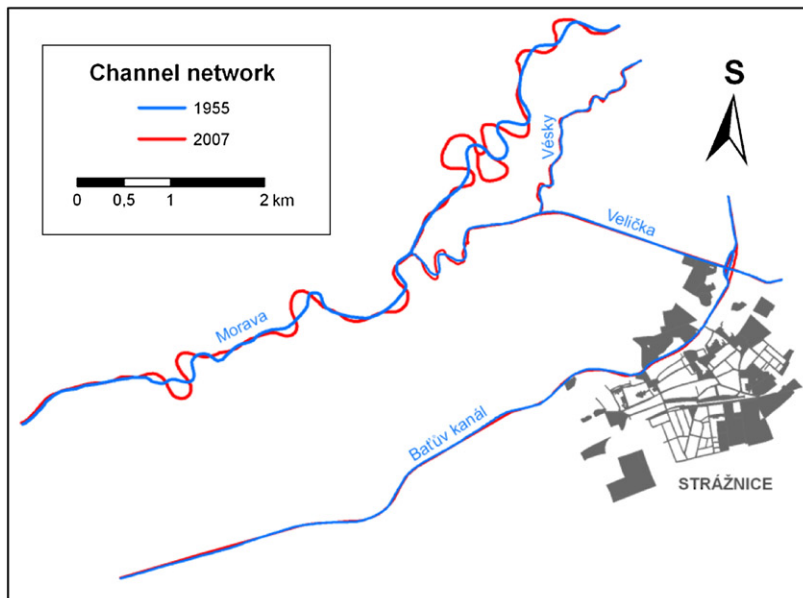 Channel network
1955
2007
0 0,5 1 2 km
S
Vésky
Velička
Morava
Baťův kanál
STRÁŽNICE